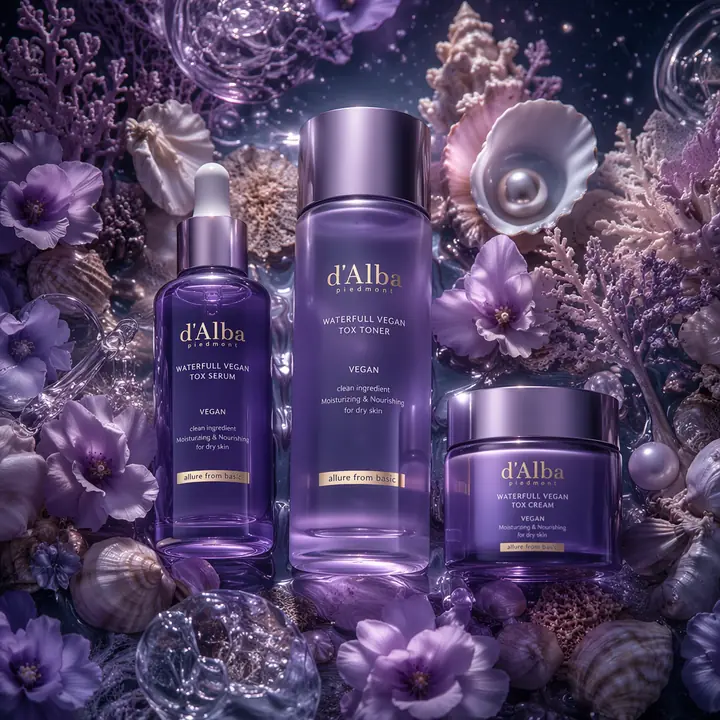 d'Alba
piedmont
WATERFULL VEGAN
TOX SERUM
VEGAN
clean ingredient
Moisturizing & Nourishing
for dry skin
allure from basic
d'Alba
piedmont
WATERFULL VEGAN
TOX TONER
VEGAN
clean ingredient
Moisturizing & Nourishing
for dry skin
allure from basic
d'Alba
piedmont
WATERFULL VEGAN
TOX CREAM
VEGAN
Moisturizing & Nourishing
for dry skin
allure from basic